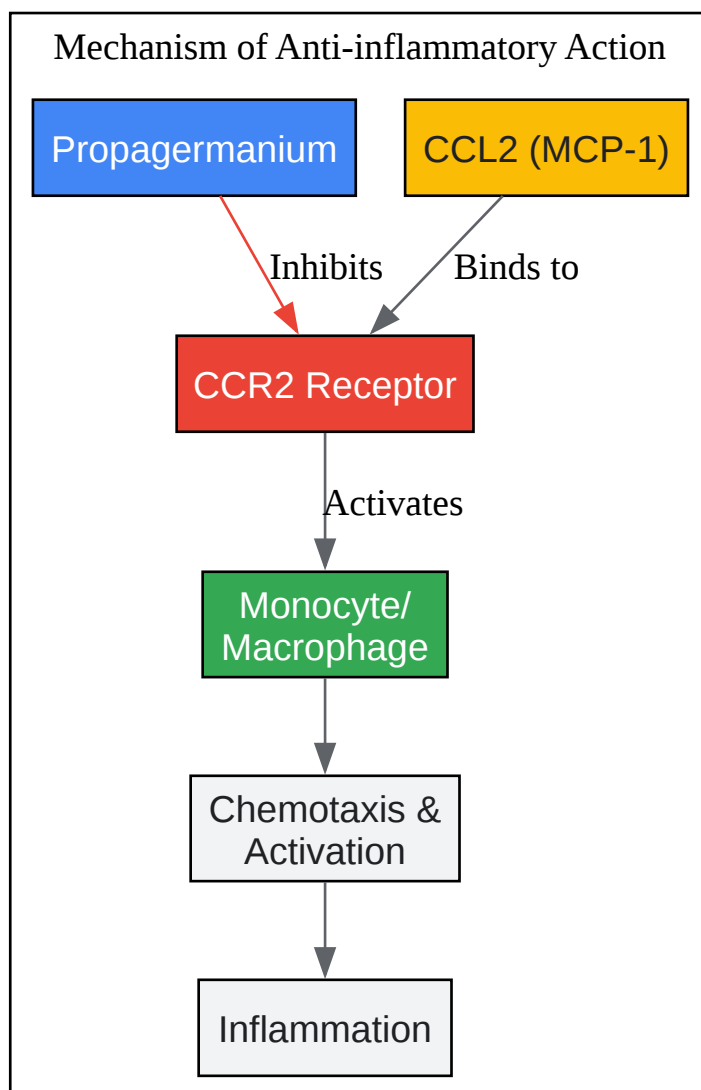 Mechanism of Anti-inflammatory Action
Propagermanium
CCL2 (MCP-1)
Inhibits
Binds to
CCR2 Receptor
Activates
Monocyte/
Macrophage
Chemotaxis &
Activation
Inflammation